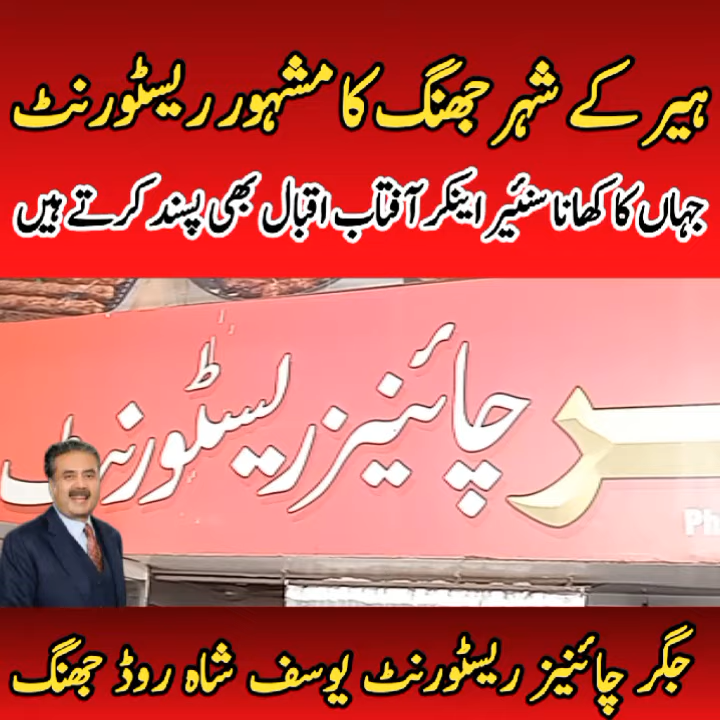 ہیر کے شہر جھنگ کا مشہور ریسٹورنٹ
جہاں کا کھانا سنئیر اینکر آفتاب اقبال بھی پسند کرتے ہیں
چائنیز ریسٹورنٹ
Ph
جگر چائنیز ریسٹورنٹ یوسف شاہ روڈ جھنگ